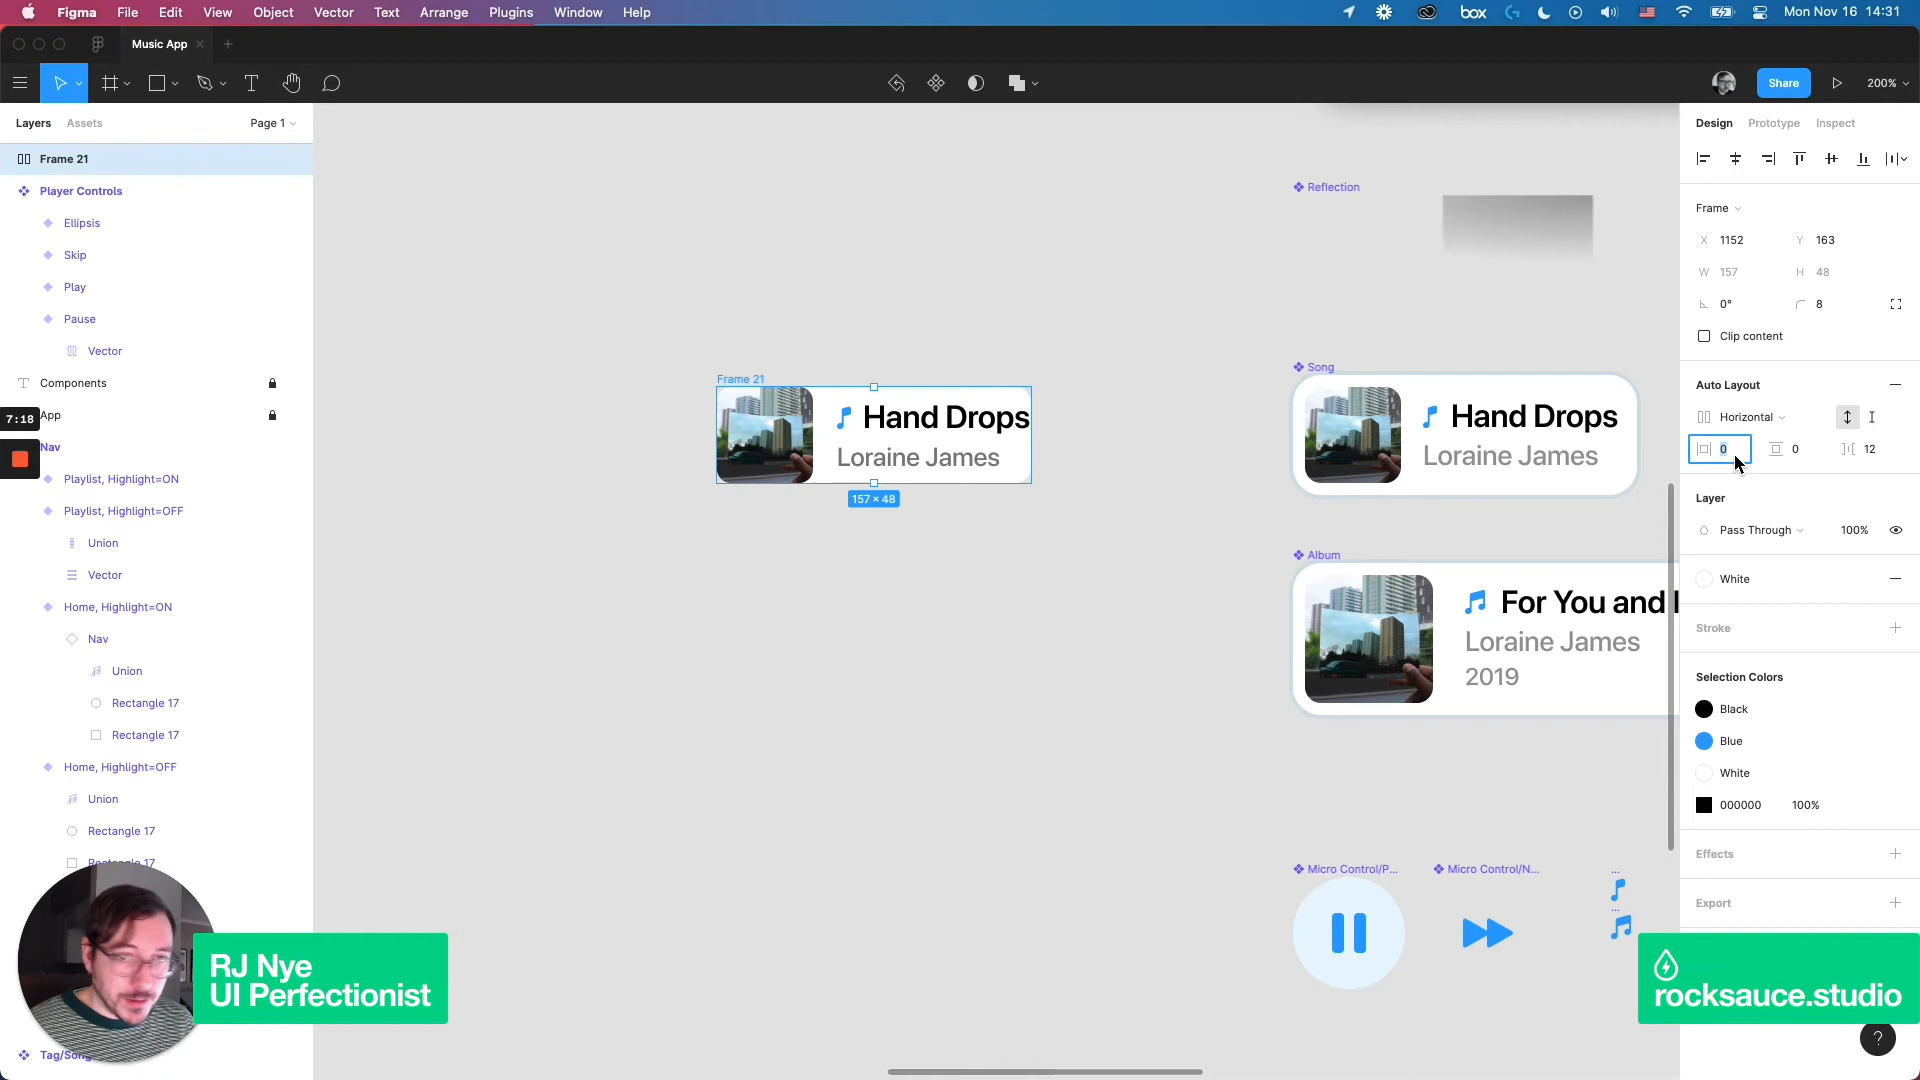 Figma File Edit View Object Vector Text Arrange Plugins Window Help
box Mon Nov 16 14:31
Music App
Share 200%
Layers Assets Page 1
Frame 21
Player Controls
Ellipsis
Skip
Play
Pause
Vector
Components
App
Nav
Playlist, Highlight=ON
Playlist, Highlight=OFF
Union
Vector
Home, Highlight=ON
Nav
Union
Rectangle 17
Rectangle 17
Home, Highlight=OFF
Union
Rectangle 17
Rectangle 17
Tag/Song
7:18
RJ Nye
UI Perfectionist
Frame 21
Hand Drops
Loraine James
157 × 48
Reflection
Song
Hand Drops
Loraine James
Album
For You and
Loraine James
2019
Micro Control/P...
Micro Control/N...
...
...
Design Prototype Inspect
Frame
X 1152 Y 163
W 157 H 48
0° 8
Clip content
Auto Layout
Horizontal
0 0 12
Layer
Pass Through 100%
White
Stroke
Selection Colors
Black
Blue
White
000000 100%
Effects
Export
rocksauce.studio
?